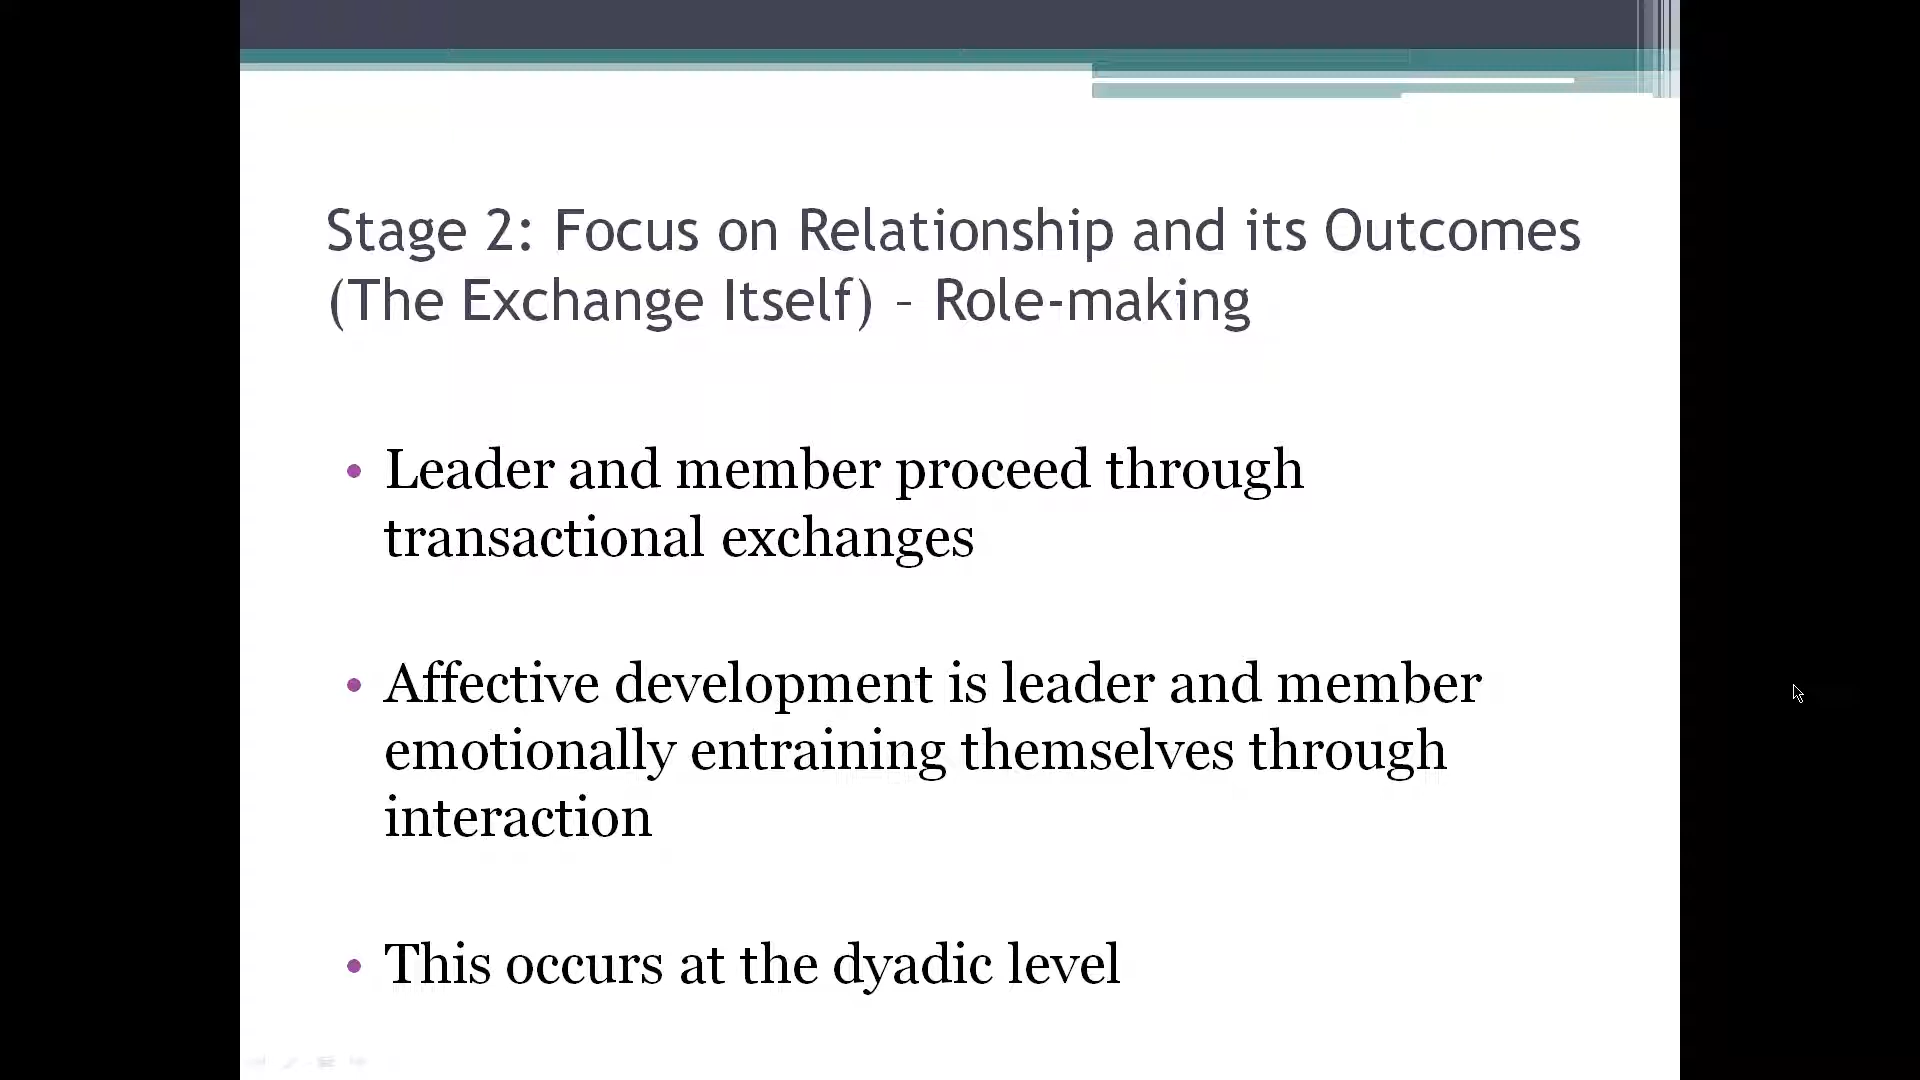 Stage 2: Focus on Relationship and its Outcomes
(The Exchange Itself) – Role-making
• Leader and member proceed through
transactional exchanges
• Affective development is leader and member
emotionally entraining themselves through
interaction
• This occurs at the dyadic level